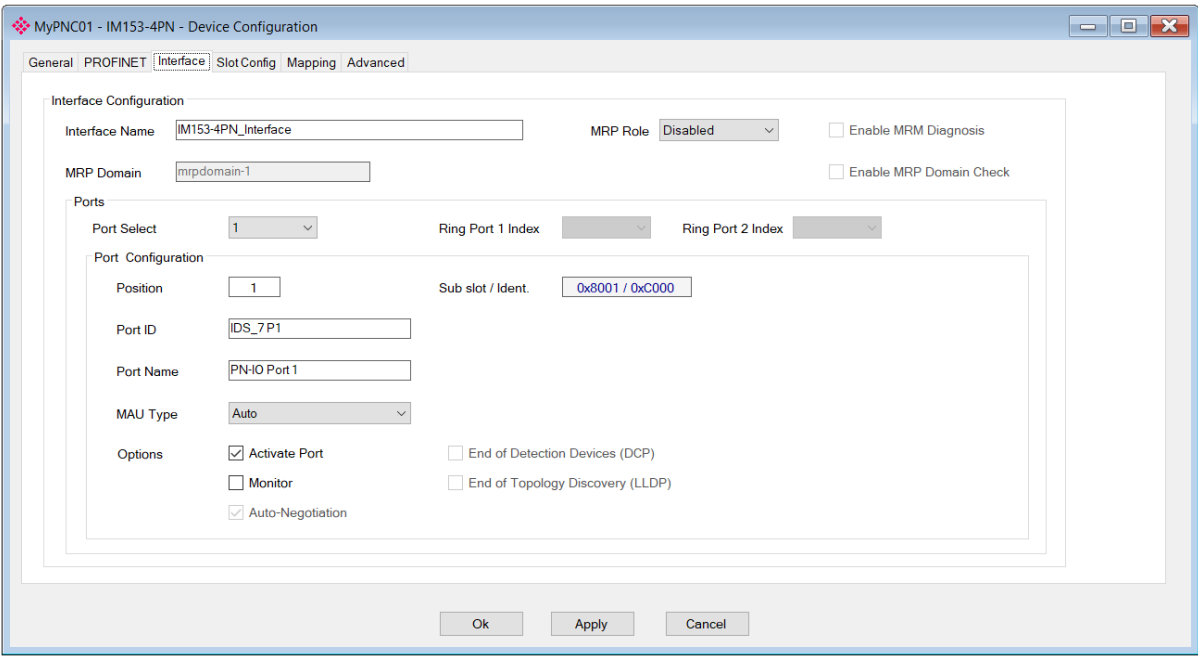 MyPNC01 - IM153-4PN - Device Configuration
General PROFINET Interface Slot Config Mapping Advanced
Interface Configuration
Interface Name IM153-4PN_Interface MRP Role Disabled Enable MRM Diagnosis
MRP Domain mrpdomain-1 Enable MRP Domain Check
Ports
Port Select 1 Ring Port 1 Index Ring Port 2 Index
Port Configuration
Position 1 Sub slot / Ident. 0x8001 / 0xC000
Port ID IDS_7 P1
Port Name PN-IO Port 1
MAU Type Auto
Options Activate Port End of Detection Devices (DCP)
Monitor End of Topology Discovery (LLDP)
Auto-Negotiation
Ok Apply Cancel